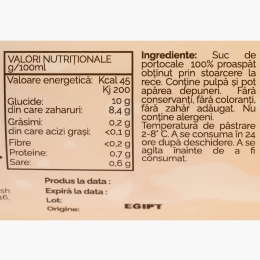 VALORI NUTRIȚIONALE
g/100ml
Valoare energetică: Kcal 45
Kj 200
Glucide: 10 g
din care zaharuri: 8,4 g
Grăsimi: 0,2 g
din care acizi grași: <0,1 g
Fibre <0,2 g
Proteine: 0,7 g
Sare: 0,6 g
Ingrediente: Suc de
portocale 100% proaspăt
obținut prin stoarcere la
rece. Conține pulpă și pot
apărea depuneri. Fără
conservanți, fără coloranți,
fără zahăr adăugat. Nu
conține alergeni.
Temperatura de păstrare
2-8° C. A se consuma în 24
ore după deschidere. A se
agita înainte de a fi
consumat.
Produs la data :
Expiră la data :
Lot:
Origine: EGIPT
sh
16.